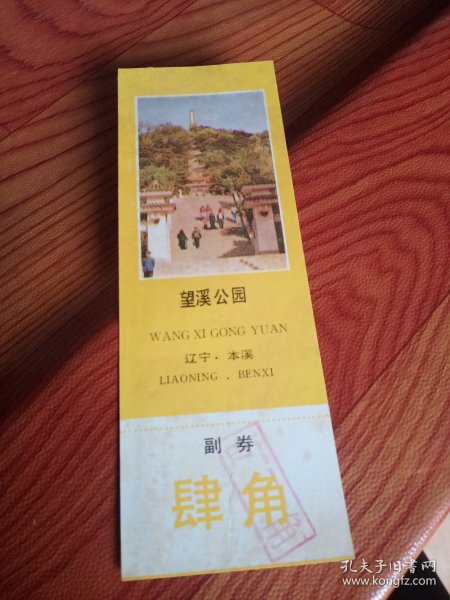 望溪公园
WANG XI GONG YUAN
辽宁．本溪
LIAONING . BENXI
副券
肆角
孔夫子旧书网
www.kongfz.com